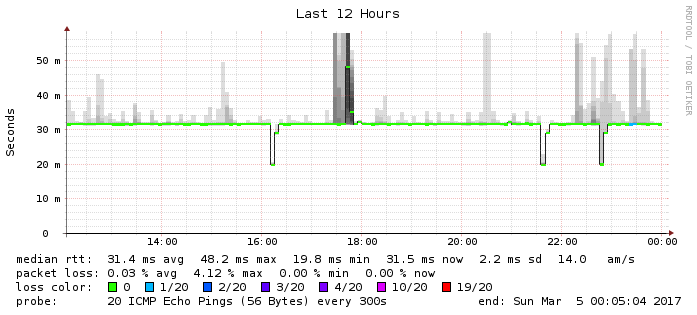 Last 12 Hours
RRDTOOL / TOBI OETIKER
Seconds
50 m
40 m
30 m
20 m
10 m
0
14:00 16:00 18:00 20:00 22:00 00:00
median rtt: 31.4 ms avg 48.2 ms max 19.8 ms min 31.5 ms now 2.2 ms sd 14.0 am/s
packet loss: 0.03 % avg 4.12 % max 0.00 % min 0.00 % now
loss color: 0 1/20 2/20 3/20 4/20 10/20 19/20
probe: 20 ICMP Echo Pings (56 Bytes) every 300s end: Sun Mar 5 00:05:04 2017